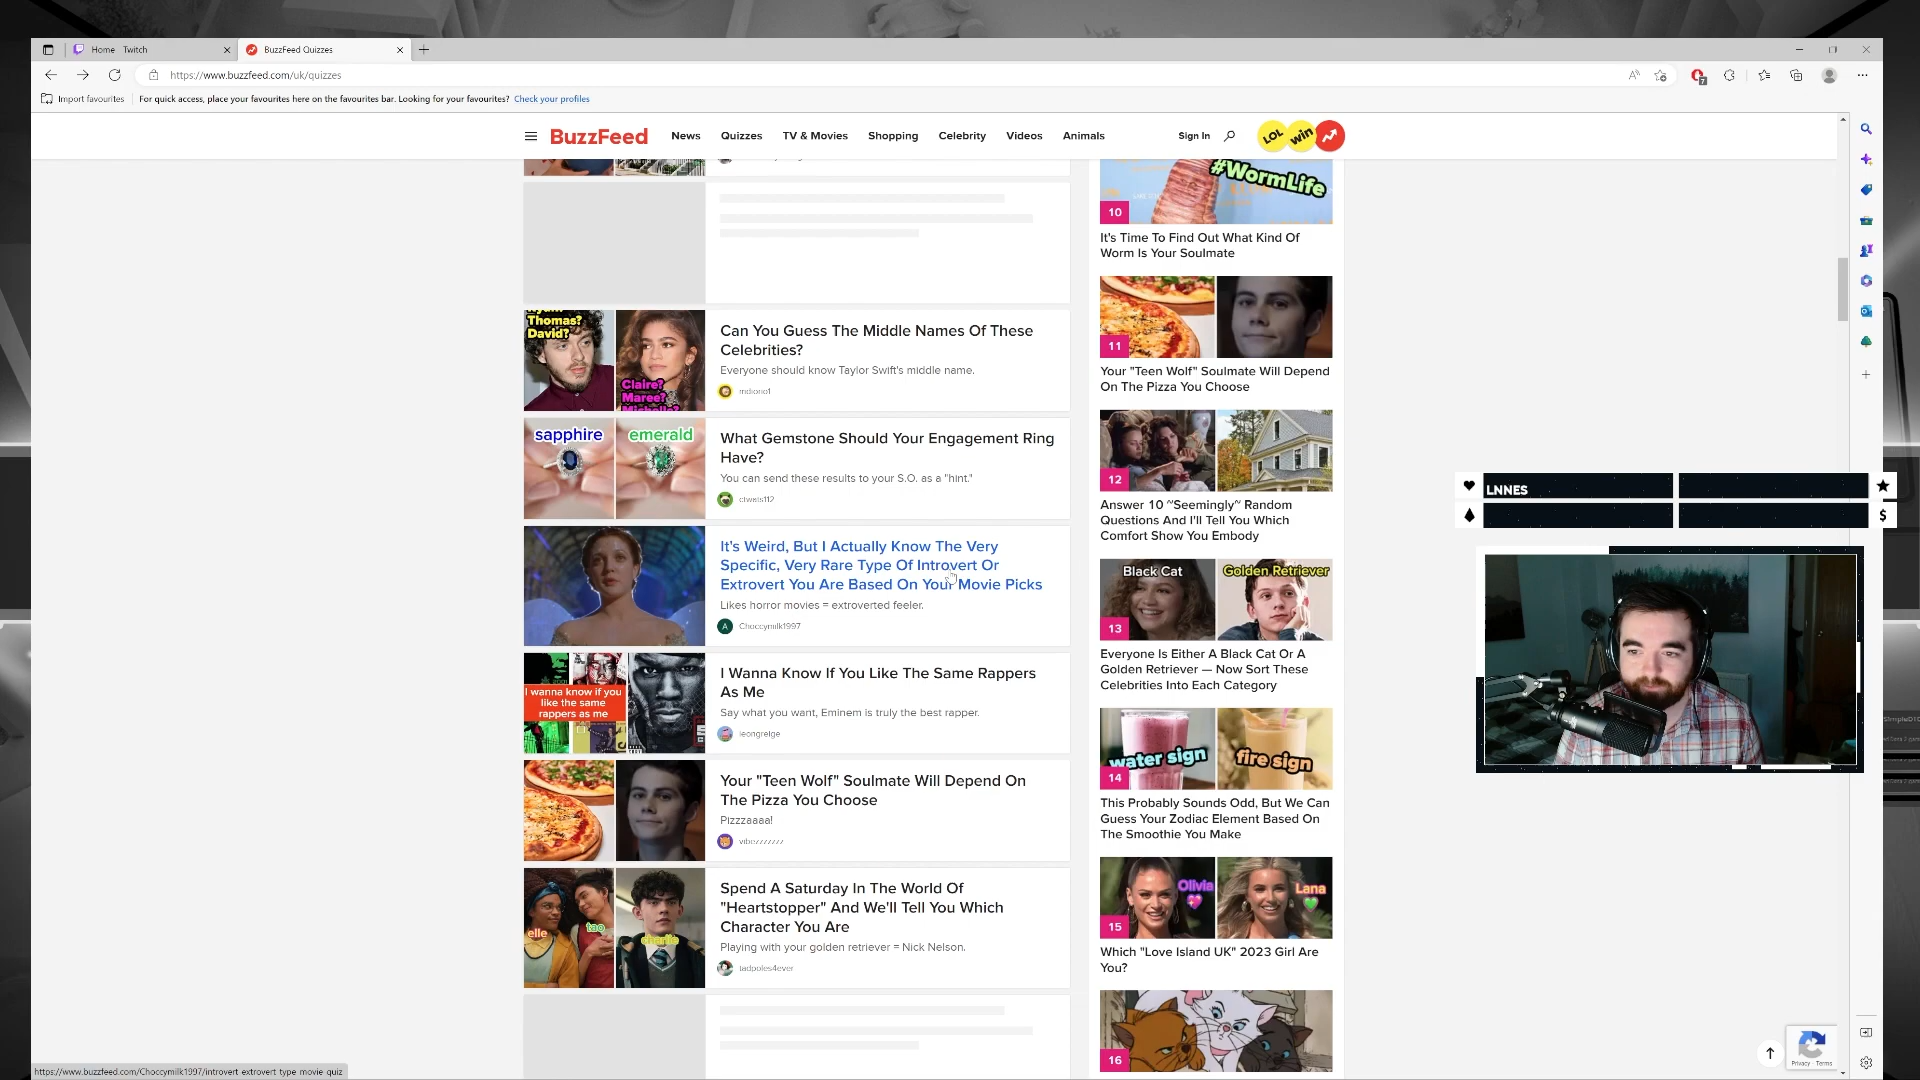 Home Twitch
BuzzFeed Quizzes
https://www.buzzfeed.com/uk/quizzes
Import favourites
For quick access, place your favourites here on the favourites bar. Looking for your favourites? Check your profiles
BuzzFeed
News
Quizzes
TV & Movies
Shopping
Celebrity
Videos
Animals
Sign In
LOL
win
Thomas?
David?
Claire?
Maree?
Can You Guess The Middle Names Of These
Celebrities?
Everyone should know Taylor Swift's middle name.
mdiorio1
sapphire
emerald
What Gemstone Should Your Engagement Ring
Have?
You can send these results to your S.O. as a "hint."
ctwats112
It's Weird, But I Actually Know The Very
Specific, Very Rare Type Of Introvert Or
Extrovert You Are Based On Your Movie Picks
Likes horror movies = extroverted feeler.
A
Choccymilk1997
I wanna know if you
like the same
rappers as me
I Wanna Know If You Like The Same Rappers
As Me
Say what you want, Eminem is truly the best rapper.
leongreige
Your "Teen Wolf" Soulmate Will Depend On
The Pizza You Choose
Pizzzaaaa!
vibezzzzzzz
elle
tao
charlie
Spend A Saturday In The World Of
"Heartstopper" And We'll Tell You Which
Character You Are
Playing with your golden retriever = Nick Nelson.
tadpoles4ever
#WormLife
10
It's Time To Find Out What Kind Of
Worm Is Your Soulmate
11
Your "Teen Wolf" Soulmate Will Depend
On The Pizza You Choose
12
Answer 10 ~Seemingly~ Random
Questions And I'll Tell You Which
Comfort Show You Embody
Black Cat
Golden Retriever
13
Everyone Is Either A Black Cat Or A
Golden Retriever — Now Sort These
Celebrities Into Each Category
water sign
fire sign
14
This Probably Sounds Odd, But We Can
Guess Your Zodiac Element Based On
The Smoothie You Make
Olivia
Lana
15
Which "Love Island UK" 2023 Girl Are
You?
16
LNNES
$
Privacy - Terms
https://www.buzzfeed.com/Choccymilk1997/introvert extrovert type movie quiz